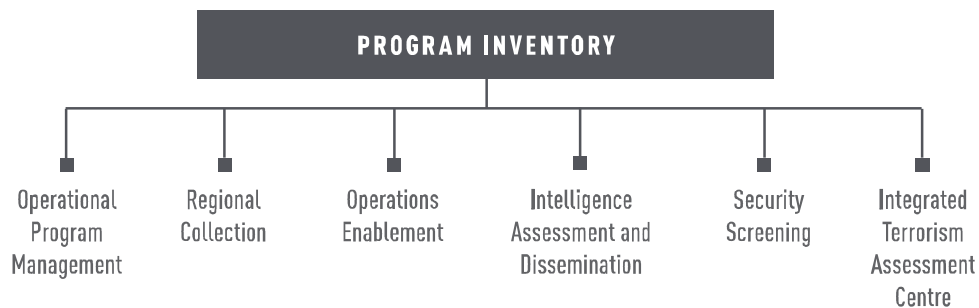 PROGRAM INVENTORY
Operational
Program
Management
Regional
Collection
Operations
Enablement
Intelligence
Assessment and
Dissemination
Security
Screening
Integrated
Terrorism
Assessment
Centre